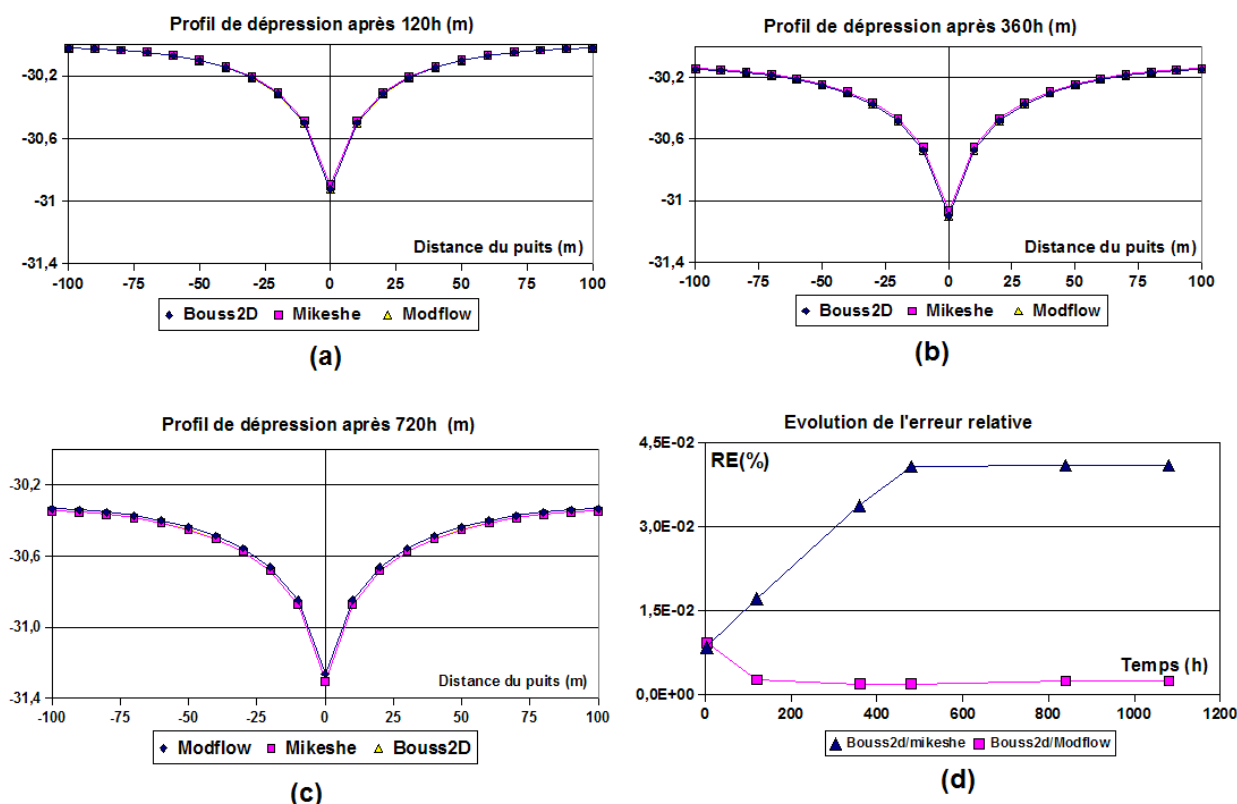 Profil de dépression après 120h (m)
-30,2
-30,6
-31
-31,4
Distance du puits (m)
-100 -75 -50 -25 0 25 50 75 100
Bouss2D Mikeshe Modflow
(a)
Profil de dépression après 360h (m)
-30,2
-30,6
-31
-31,4
Distance du puits (m)
-100 -75 -50 -25 0 25 50 75 100
Bouss2D Mikeshe Modflow
(b)
Profil de dépression après 720h (m)
-30,2
-30,6
-31,0
-31,4
Distance du puits (m)
-100 -75 -50 -25 0 25 50 75 100
Modflow Mikeshe Bouss2D
(c)
Evolution de l'erreur relative
4,5E-02
RE(%)
3,0E-02
1,5E-02
Temps (h)
0,0E+00
0 200 400 600 800 1000 1200
Bouss2d/mikeshe Bouss2d/Modflow
(d)